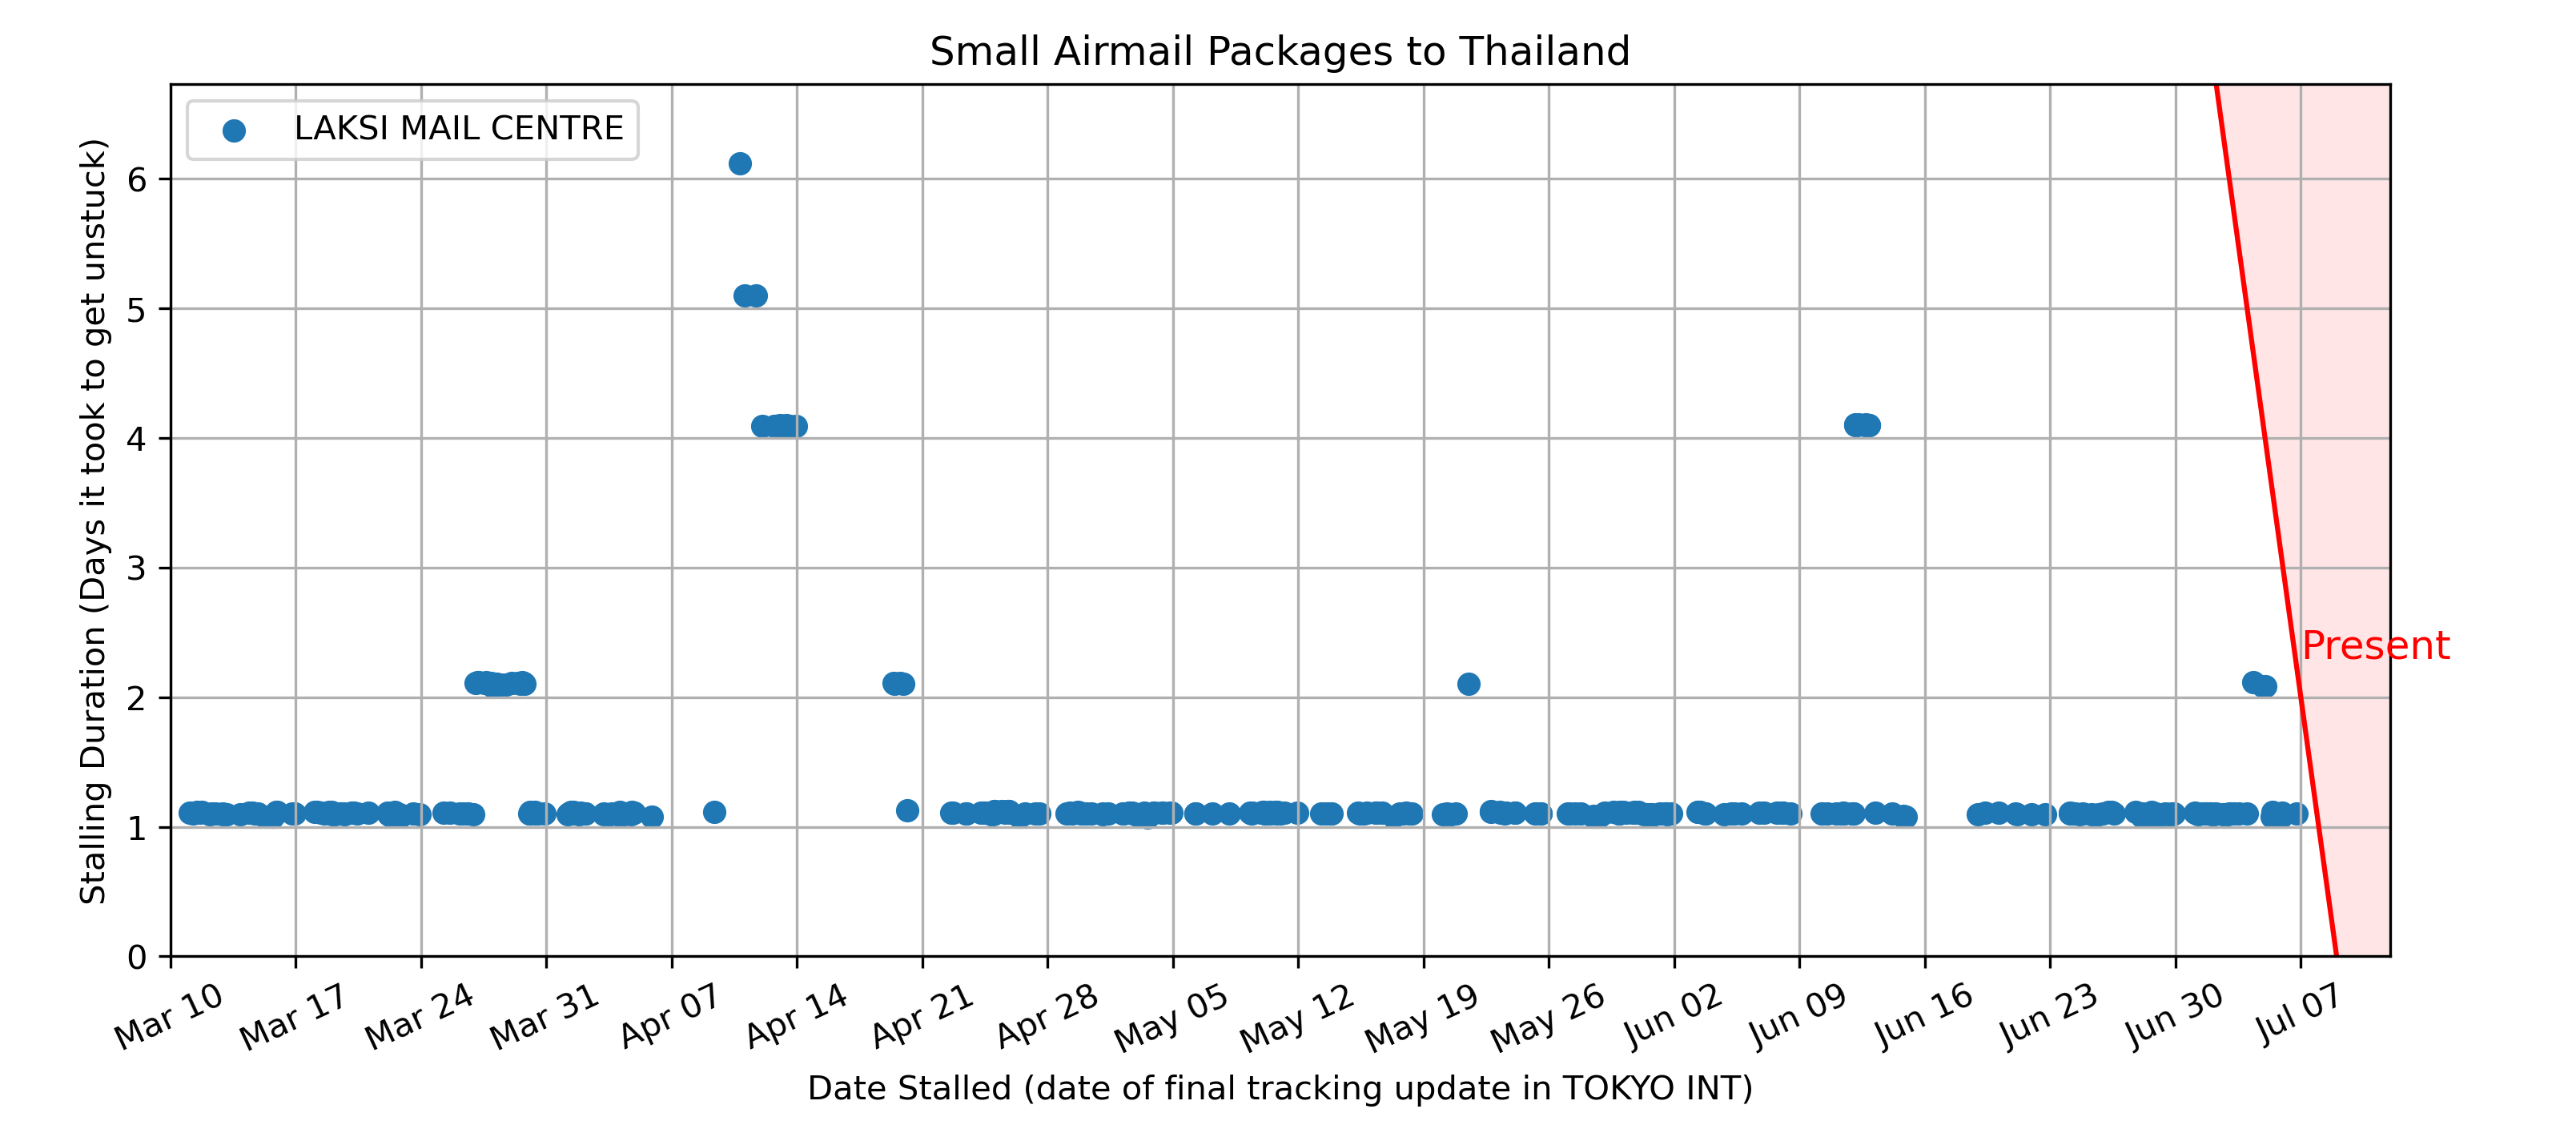 Small Airmail Packages to Thailand
LAKSI MAIL CENTRE
Stalling Duration (Days it took to get unstuck)
6
5
4
3
2
1
0
Present
Mar 10
Mar 17
Mar 24
Mar 31
Apr 07
Apr 14
Apr 21
Apr 28
May 05
May 12
May 19
May 26
Jun 02
Jun 09
Jun 16
Jun 23
Jun 30
Jul 07
Date Stalled (date of final tracking update in TOKYO INT)